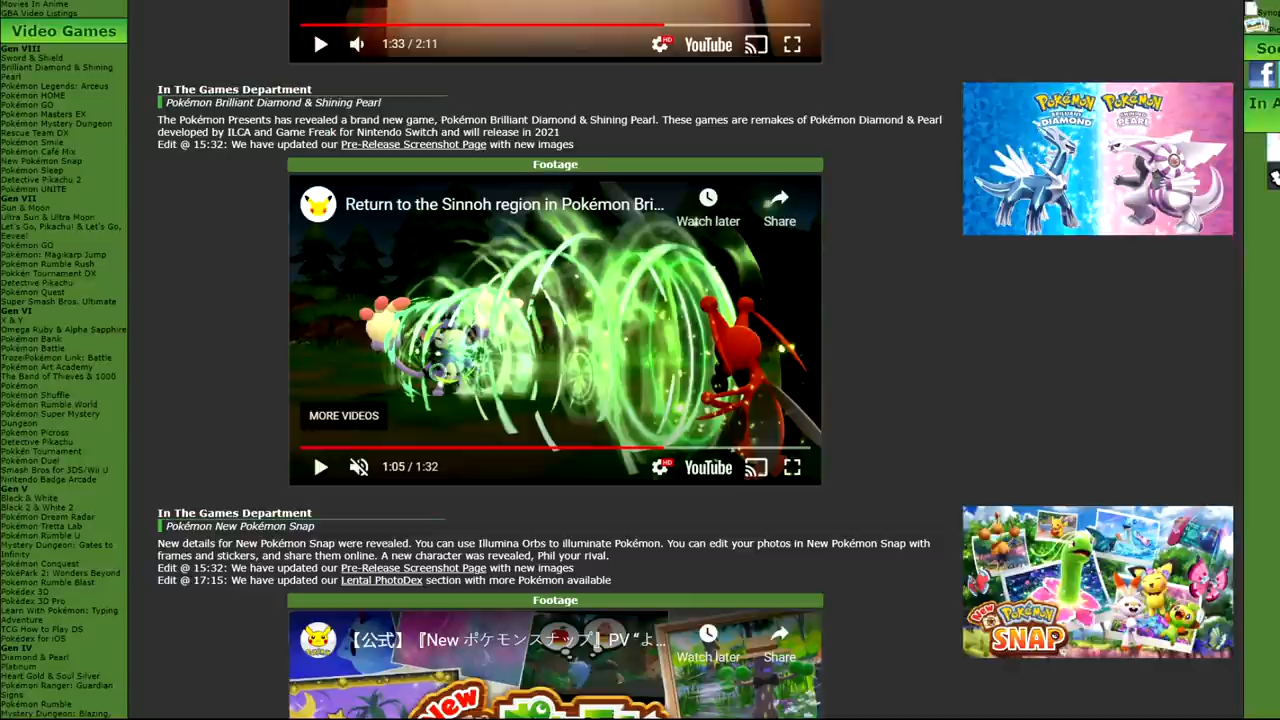 Movies In Anime
GBA Video Listings
Video Games
Gen VIII
Sword & Shield
Brilliant Diamond & Shining
Pearl
Pokémon Legends: Arceus
Pokémon HOME
Pokémon GO
Pokémon Masters EX
Pokémon Mystery Dungeon
Rescue Team DX
Pokémon Smile
Pokémon Café Mix
New Pokémon Snap
Pokémon Sleep
Detective Pikachu 2
Pokémon UNITE
Gen VII
Sun & Moon
Ultra Sun & Ultra Moon
Let's Go, Pikachu! & Let's Go,
Eevee!
Pokémon GO
Pokémon: Magikarp Jump
Pokémon Rumble Rush
Pokkén Tournament DX
Detective Pikachu
Pokémon Quest
Super Smash Bros. Ultimate
Gen VI
X & Y
Omega Ruby & Alpha Sapphire
Pokémon Bank
Pokémon Battle
TrozeiPokémon Link: Battle
Pokémon Art Academy
The Band of Thieves & 1000
Pokémon
Pokémon Shuffle
Pokémon Rumble World
Pokémon Super Mystery
Dungeon
Pokémon Picross
Detective Pikachu
Pokkén Tournament
Pokémon Duel
Smash Bros for 3DS/Wii U
Nintendo Badge Arcade
Gen V
Black & White
Black 2 & White 2
Pokémon Dream Radar
Pokémon Tretta Lab
Pokémon Rumble U
Mystery Dungeon: Gates to
Infinity
Pokémon Conquest
PokéPark 2: Wonders Beyond
Pokémon Rumble Blast
Pokédex 3D
Pokédex 3D Pro
Learn With Pokémon: Typing
Adventure
TCG How to Play DS
Pokédex for iOS
Gen IV
Diamond & Pearl
Platinum
Heart Gold & Soul Silver
Pokémon Ranger: Guardian
Signs
Pokémon Rumble
Mystery Dungeon: Blazing,
1:33 / 2:11
HD
YouTube
In The Games Department
Pokémon Brilliant Diamond & Shining Pearl
The Pokémon Presents has revealed a brand new game, Pokémon Brilliant Diamond & Shining Pearl. These games are remakes of Pokémon Diamond & Pearl
developed by ILCA and Game Freak for Nintendo Switch and will release in 2021
Edit @ 15:32: We have updated our Pre-Release Screenshot Page with new images
Footage
Return to the Sinnoh region in Pokémon Bri...
Watch later
Share
MORE VIDEOS
1:05 / 1:32
HD
YouTube
POKÉMON
BRILLIANT
DIAMOND
POKÉMON
SHINING
PEARL
In The Games Department
Pokémon New Pokémon Snap
New details for New Pokémon Snap were revealed. You can use Illumina Orbs to illuminate Pokémon. You can edit your photos in New Pokémon Snap with
frames and stickers, and share them online. A new character was revealed, Phil your rival.
Edit @ 15:32: We have updated our Pre-Release Screenshot Page with new images
Edit @ 17:15: We have updated our Lental PhotoDex section with more Pokémon available
Footage
【公式】『New ポケモンスナップ』PV “よ...
Watch later
Share
New
New
POKÉMON
SNAP
Syno
So
In A